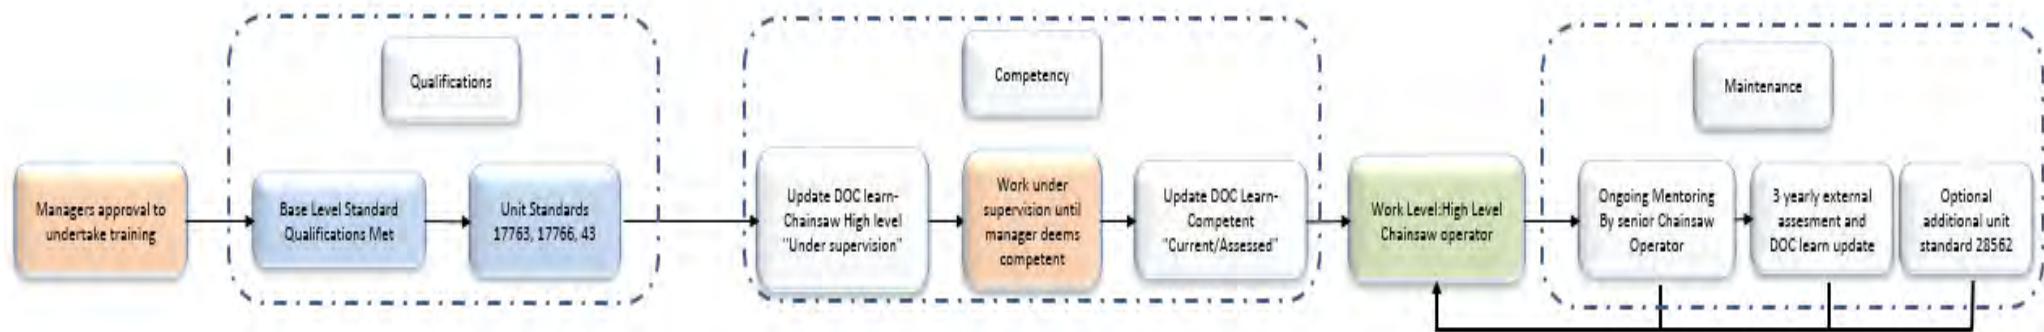 Qualifications
Competency
Maintenance
Managers approval to
undertake training
Base Level Standard
Qualifications Met
Unit Standards
17763, 17766, 43
Update DOC learn-
Chainsaw High level
"Under supervision"
Work under
supervision until
manager deems
competent
Update DOC Learn-
Competent
"Current/Assessed"
Work Level:High Level
Chainsaw operator
Ongoing Mentoring
By senior Chainsaw
Operator
3 yearly external
assesment and
DOC learn update
Optional
additional unit
standard 28562